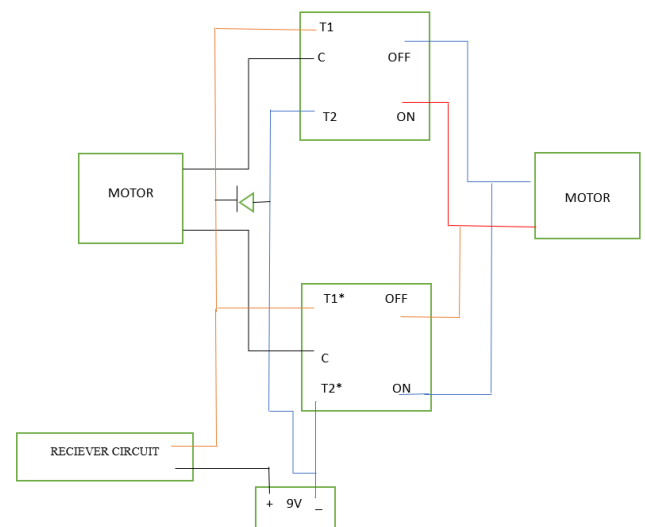 T1
C OFF
T2 ON
MOTOR
MOTOR
T1* OFF
C
T2* ON
RECIEVER CIRCUIT
+ 9V _